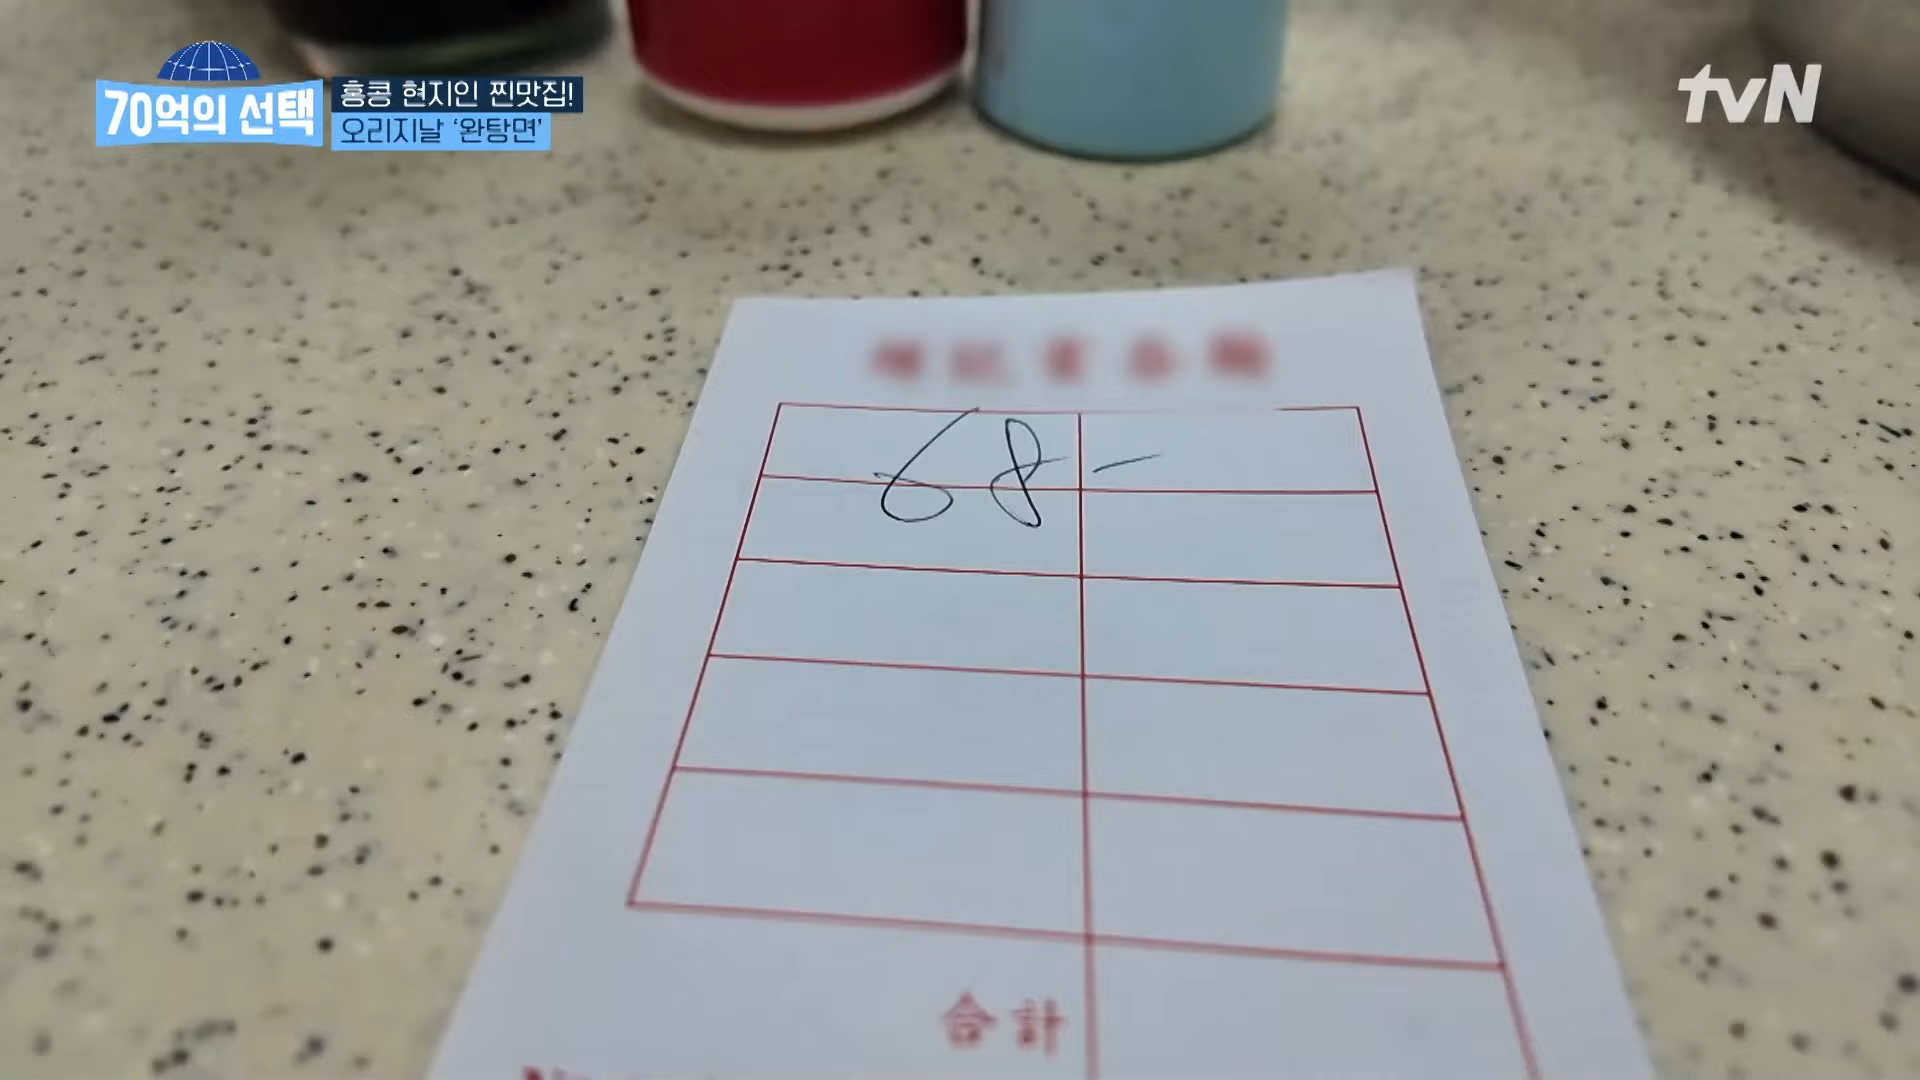 70억의 선택
홍콩 현지인 찐맛집!
오리지날 ‘완탕면’
tvN
68-
合計